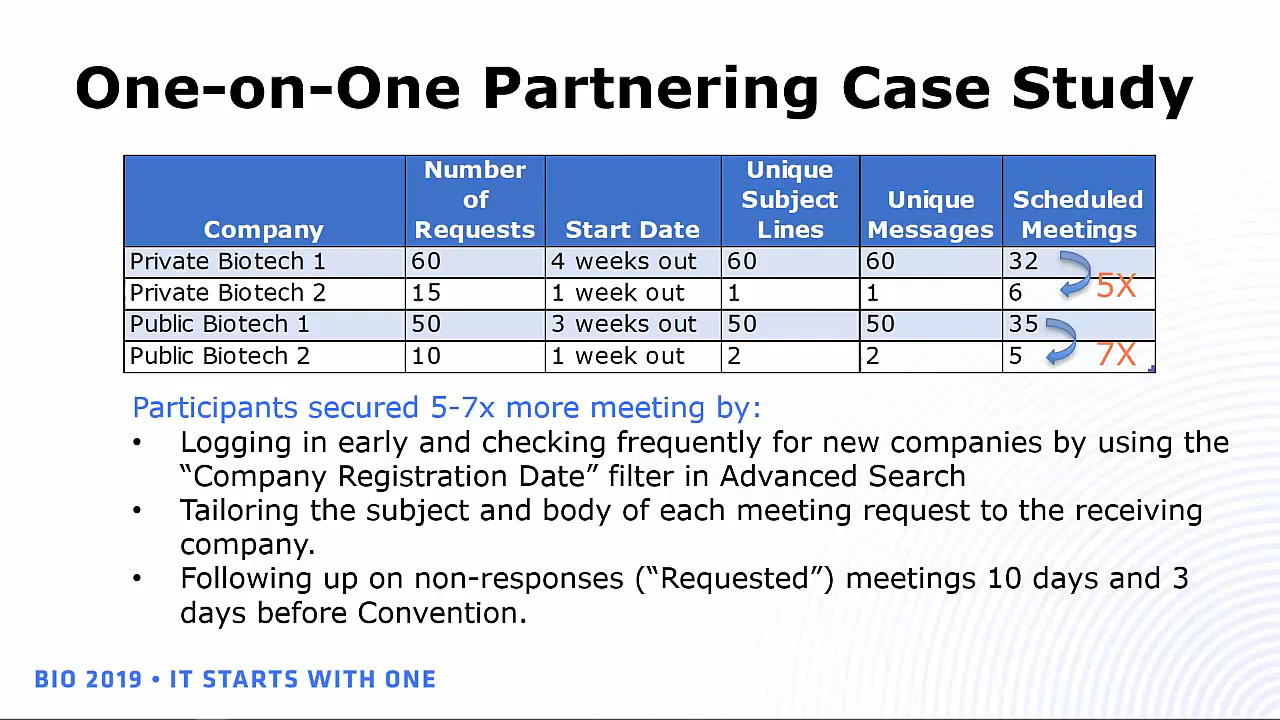 One-on-One Partnering Case Study
Company Number of Requests Start Date Unique Subject Lines Unique Messages Scheduled Meetings
Private Biotech 1 60 4 weeks out 60 60 32
5X
Private Biotech 2 15 1 week out 1 1 6
Public Biotech 1 50 3 weeks out 50 50 35
Public Biotech 2 10 1 week out 2 2 5 7X
Participants secured 5-7x more meeting by:
• Logging in early and checking frequently for new companies by using the
“Company Registration Date” filter in Advanced Search
• Tailoring the subject and body of each meeting request to the receiving
company.
• Following up on non-responses (“Requested”) meetings 10 days and 3
days before Convention.
BIO 2019 • IT STARTS WITH ONE